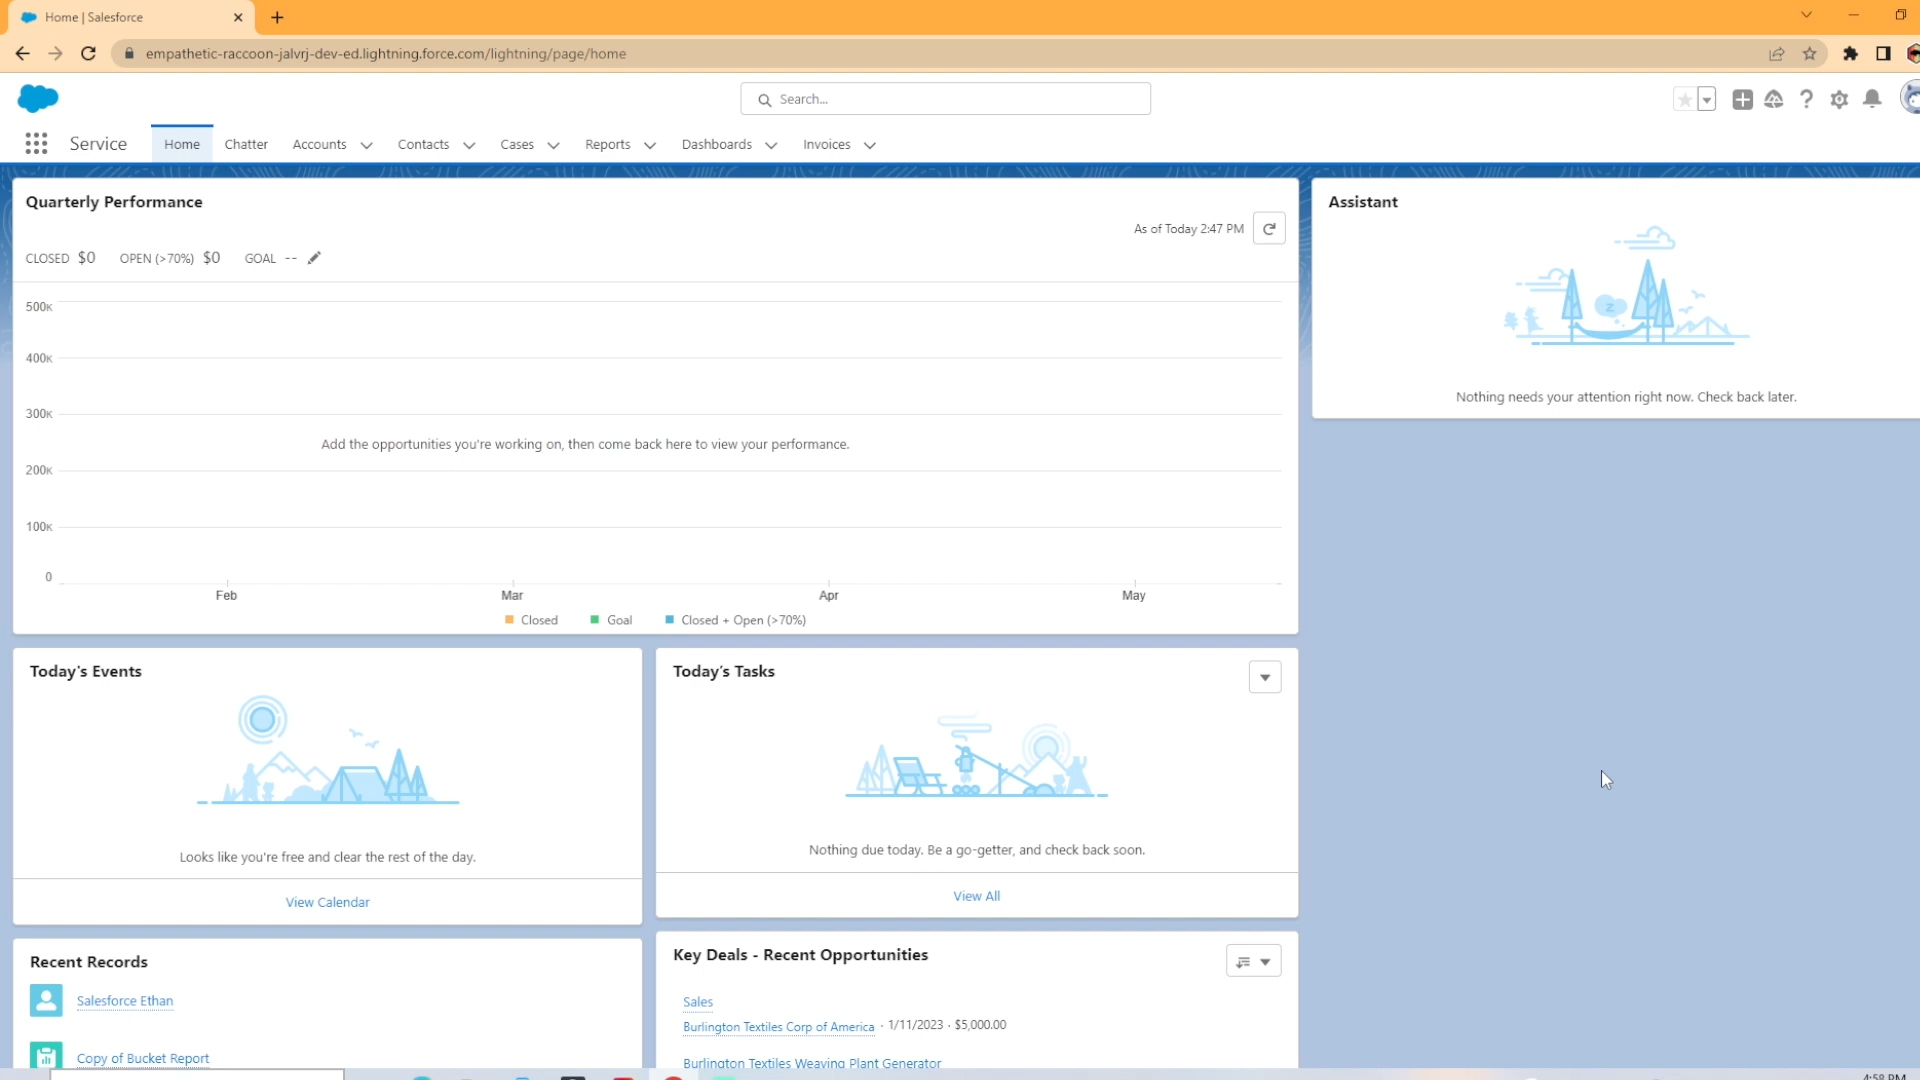 Home | Salesforce
empathetic-raccoon-jalvrj-dev-ed.lightning.force.com/lightning/page/home
Search...
Service
Home
Chatter
Accounts
Contacts
Cases
Reports
Dashboards
Invoices
Quarterly Performance
As of Today 2:47 PM
CLOSED $0 OPEN (>70%) $0 GOAL --
500K
400K
300K
Add the opportunities you're working on, then come back here to view your performance.
200K
100K
0
Feb Mar Apr May
Closed Goal Closed + Open (>70%)
Assistant
z
Nothing needs your attention right now. Check back later.
Today's Events
Looks like you're free and clear the rest of the day.
View Calendar
Today's Tasks
Nothing due today. Be a go-getter, and check back soon.
View All
Recent Records
Salesforce Ethan
Copy of Bucket Report
Key Deals - Recent Opportunities
Sales
Burlington Textiles Corp of America · 1/11/2023 · $5,000.00
Burlington Textiles Weaving Plant Generator
4:58 PM